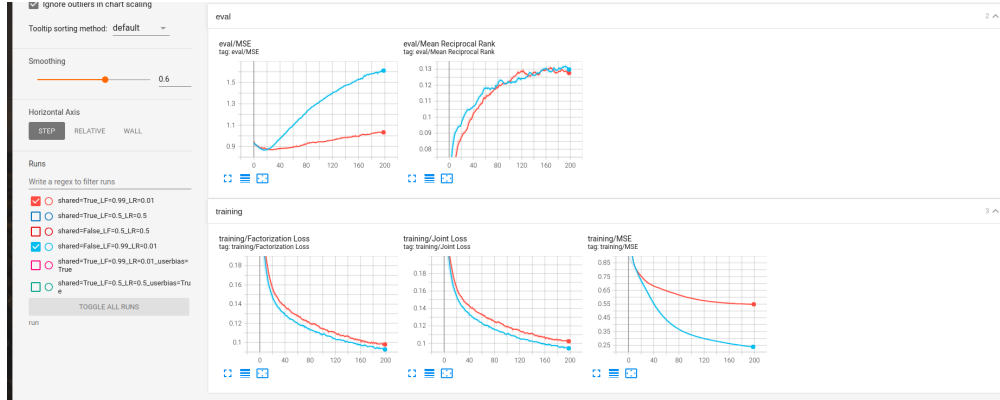 Ignore outliers in chart scaling
Tooltip sorting method: default
Smoothing
0.6
Horizontal Axis
STEP RELATIVE WALL
Runs
Write a regex to filter runs
shared=True_LF=0.99_LR=0.01
shared=True_LF=0.5_LR=0.5
shared=False_LF=0.5_LR=0.5
shared=False_LF=0.99_LR=0.01
shared=True_LF=0.99_LR=0.01_userbias=
True
shared=True_LF=0.5_LR=0.5_userbias=Tru
e
TOGGLE ALL RUNS
run
eval
2
eval/MSE
tag: eval/MSE
1.5
1.3
1.1
0.9
0 40 80 120 160 200
eval/Mean Reciprocal Rank
tag: eval/Mean Reciprocal Rank
0.13
0.12
0.11
0.1
0.09
0.08
0 40 80 120 160 200
training
3
training/Factorization Loss
tag: training/Factorization Loss
0.18
0.16
0.14
0.12
0.1
0 40 80 120 160 200
training/Joint Loss
tag: training/Joint Loss
0.18
0.16
0.14
0.12
0.1
0 40 80 120 160 200
training/MSE
tag: training/MSE
0.85
0.75
0.65
0.55
0.45
0.35
0.25
0 40 80 120 160 200